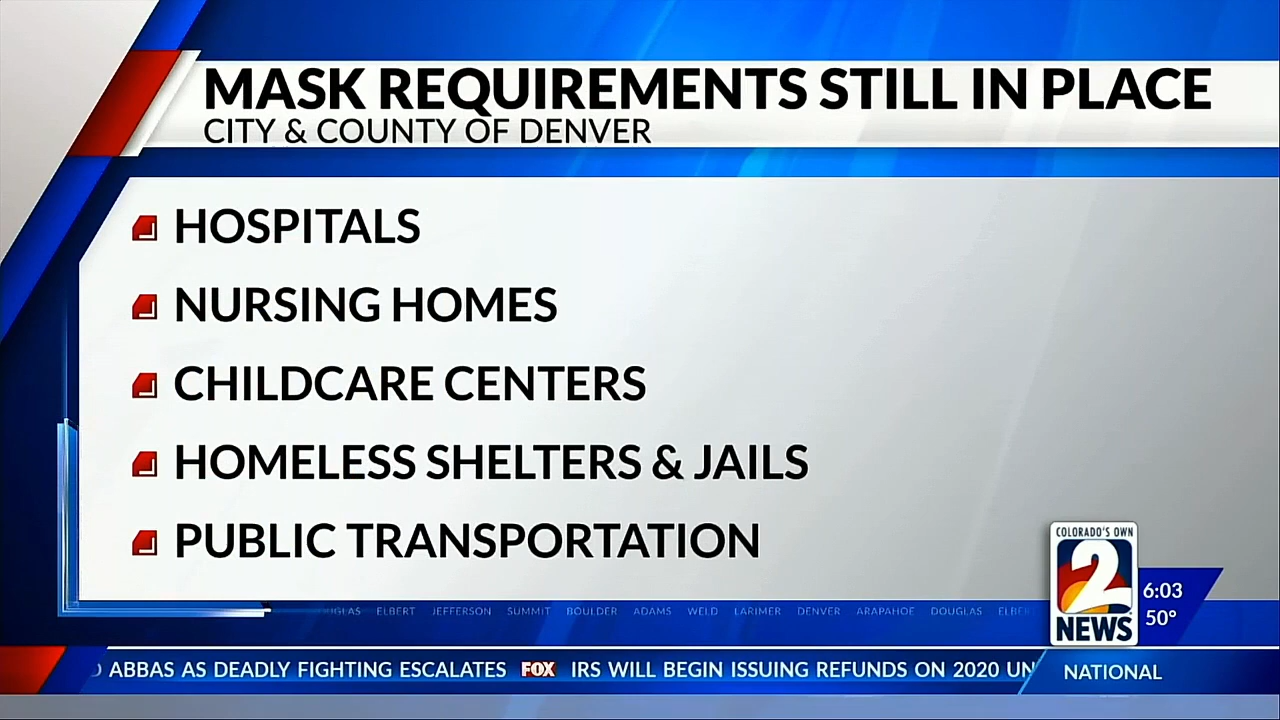 MASK REQUIREMENTS STILL IN PLACE
CITY & COUNTY OF DENVER
HOSPITALS
NURSING HOMES
CHILDCARE CENTERS
HOMELESS SHELTERS & JAILS
PUBLIC TRANSPORTATION
COLORADO'S OWN
2
NEWS
6:03
50°
ELBERT JEFFERSON SUMMIT BOULDER ADAMS WELD LARIMER DENVER ARAPAHOE DOUGLAS
ABBAS AS DEADLY FIGHTING ESCALATES FOX IRS WILL BEGIN ISSUING REFUNDS ON 2020 UN
NATIONAL